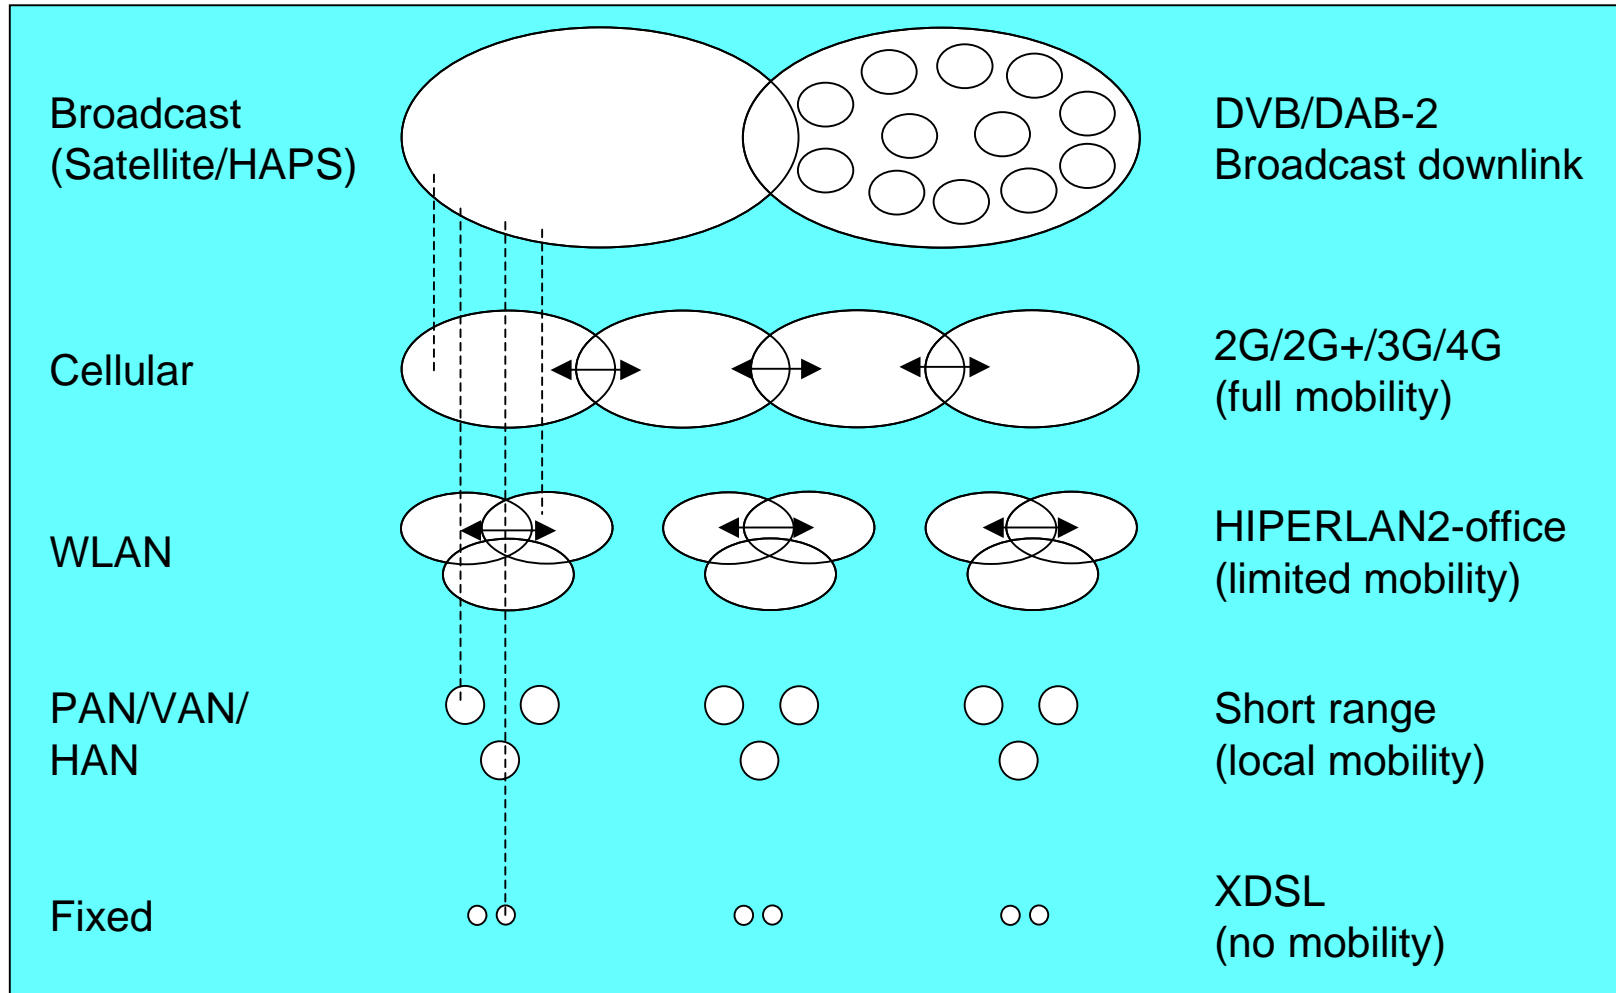 Broadcast
(Satellite/HAPS)
DVB/DAB-2
Broadcast downlink
Cellular
2G/2G+/3G/4G
(full mobility)
WLAN
HIPERLAN2-office
(limited mobility)
PAN/VAN/
HAN
Short range
(local mobility)
Fixed
XDSL
(no mobility)